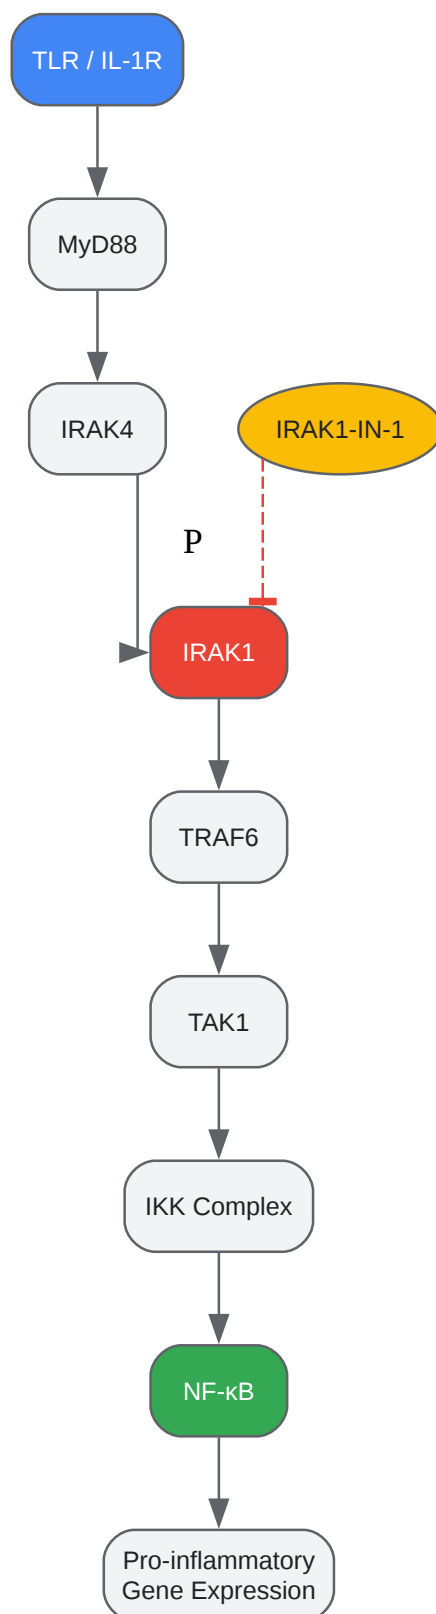 TLR / IL-1R
MyD88
IRAK4
IRAK1-IN-1
P
IRAK1
TRAF6
TAK1
IKK Complex
NF-κB
Pro-inflammatory
Gene Expression